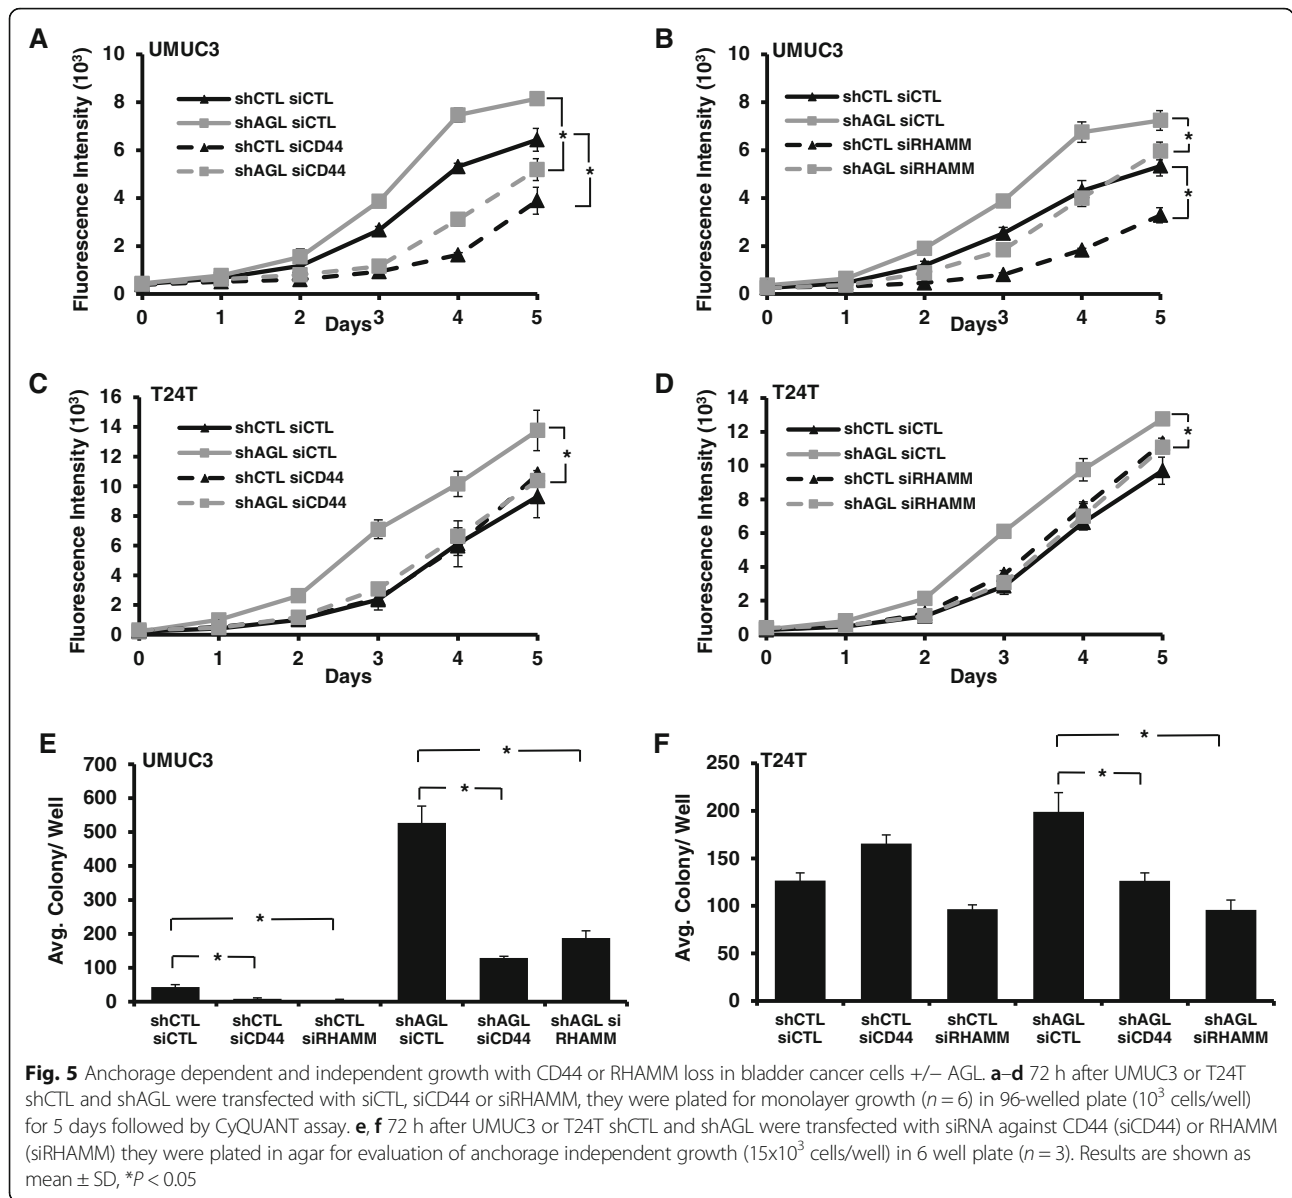 A
UMUC3
Fluorescence Intensity (10³)
10
8
6
4
2
0
shCTL siCTL
shAGL siCTL
shCTL siCD44
shAGL siCD44
*
*
0 1 2 3 4 5
Days
B
UMUC3
Fluorescence Intensity (10³)
10
8
6
4
2
0
shCTL siCTL
shAGL siCTL
shCTL siRHAMM
shAGL siRHAMM
*
*
0 1 2 3 4 5
Days
C
T24T
Fluorescence Intensity (10³)
16
14
12
10
8
6
4
2
0
shCTL siCTL
shAGL siCTL
shCTL siCD44
shAGL siCD44
*
0 1 2 3 4 5
Days
D
T24T
Fluorescence Intensity (10³)
14
12
10
8
6
4
2
0
shCTL siCTL
shAGL siCTL
shCTL siRHAMM
shAGL siRHAMM
*
0 1 2 3 4 5
Days
E
UMUC3
Avg. Colony/ Well
700
600
500
400
300
200
100
0
*
*
*
*
shCTL siCTL
shCTL siCD44
shCTL siRHAMM
shAGL siCTL
shAGL siCD44
shAGL si RHAMM
F
T24T
Avg. Colony/ Well
250
200
150
100
50
0
*
*
shCTL siCTL
shCTL siCD44
shCTL siRHAMM
shAGL siCTL
shAGL siCD44
shAGL siRHAMM
Fig. 5 Anchorage dependent and independent growth with CD44 or RHAMM loss in bladder cancer cells +/− AGL. a–d 72 h after UMUC3 or T24T
shCTL and shAGL were transfected with siCTL, siCD44 or siRHAMM, they were plated for monolayer growth (n = 6) in 96-welled plate (10³ cells/well)
for 5 days followed by CyQUANT assay. e, f 72 h after UMUC3 or T24T shCTL and shAGL were transfected with siRNA against CD44 (siCD44) or RHAMM
(siRHAMM) they were plated in agar for evaluation of anchorage independent growth (15x10³ cells/well) in 6 well plate (n = 3). Results are shown as
mean ± SD, *P < 0.05